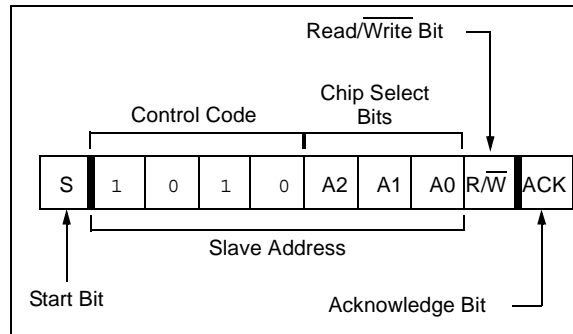 Read/Write Bit
Chip Select
Control Code
Bits
S 1 0 1 0 A2 A1 A0 R/W ACK
Slave Address
Start Bit
Acknowledge Bit